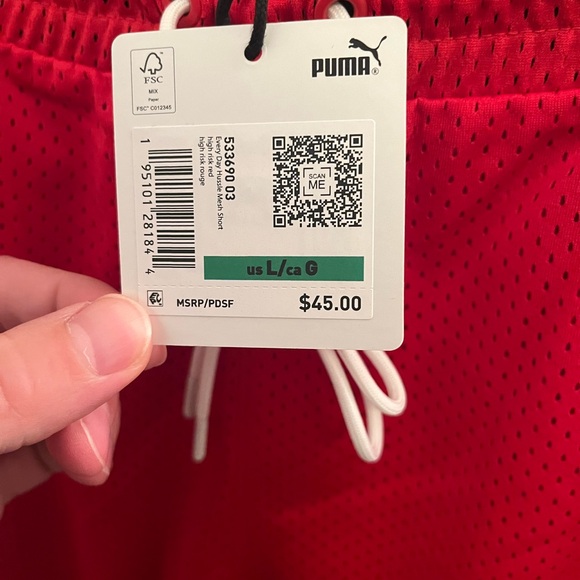 FSC
MIX
Paper
FSC® C012345
PUMA®
533690 03
Every Day Hussle Mesh Short
high risk red
high risk rouge
1 95101 28184 4
SCAN
ME
US L/CA G
MSRP/PDSF
$45.00